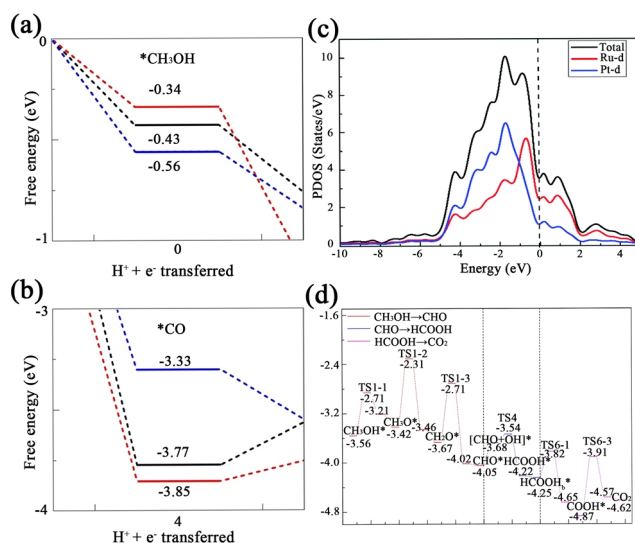 (a)
0
*CH₃OH
-0.34
-0.43
-0.56
Free energy (eV)
-1
0
H⁺ + e⁻ transferred
(b)
-3
*CO
-3.33
-3.77
-3.85
Free energy (eV)
-4
4
H⁺ + e⁻ transferred
(c)
Total
Ru-d
Pt-d
PDOS (States/eV)
12
10
8
6
4
2
0
-10 -8 -6 -4 -2 0 2 4
Energy (eV)
(d)
CH₃OH→CHO
CHO→HCOOH
HCOOH→CO₂
-1.6
-2.4
-3.2
-4.0
-4.8
Free energy (eV)
CH₃OH*
-3.56
TS1-1
-2.71
-3.21
CH₃O*
-3.42
TS1-2
-2.31
-3.46
CH₂O*
-3.67
TS1-3
-2.71
-4.02
CHO*
-4.05
[CHO+OH]*
-3.68
TS4
-3.54
HCOOH*
-4.22
HCOOHb*
-4.25
TS6-1
-3.82
-4.65
COOH*
-4.87
TS6-3
-3.91
-4.57
CO₂
-4.62